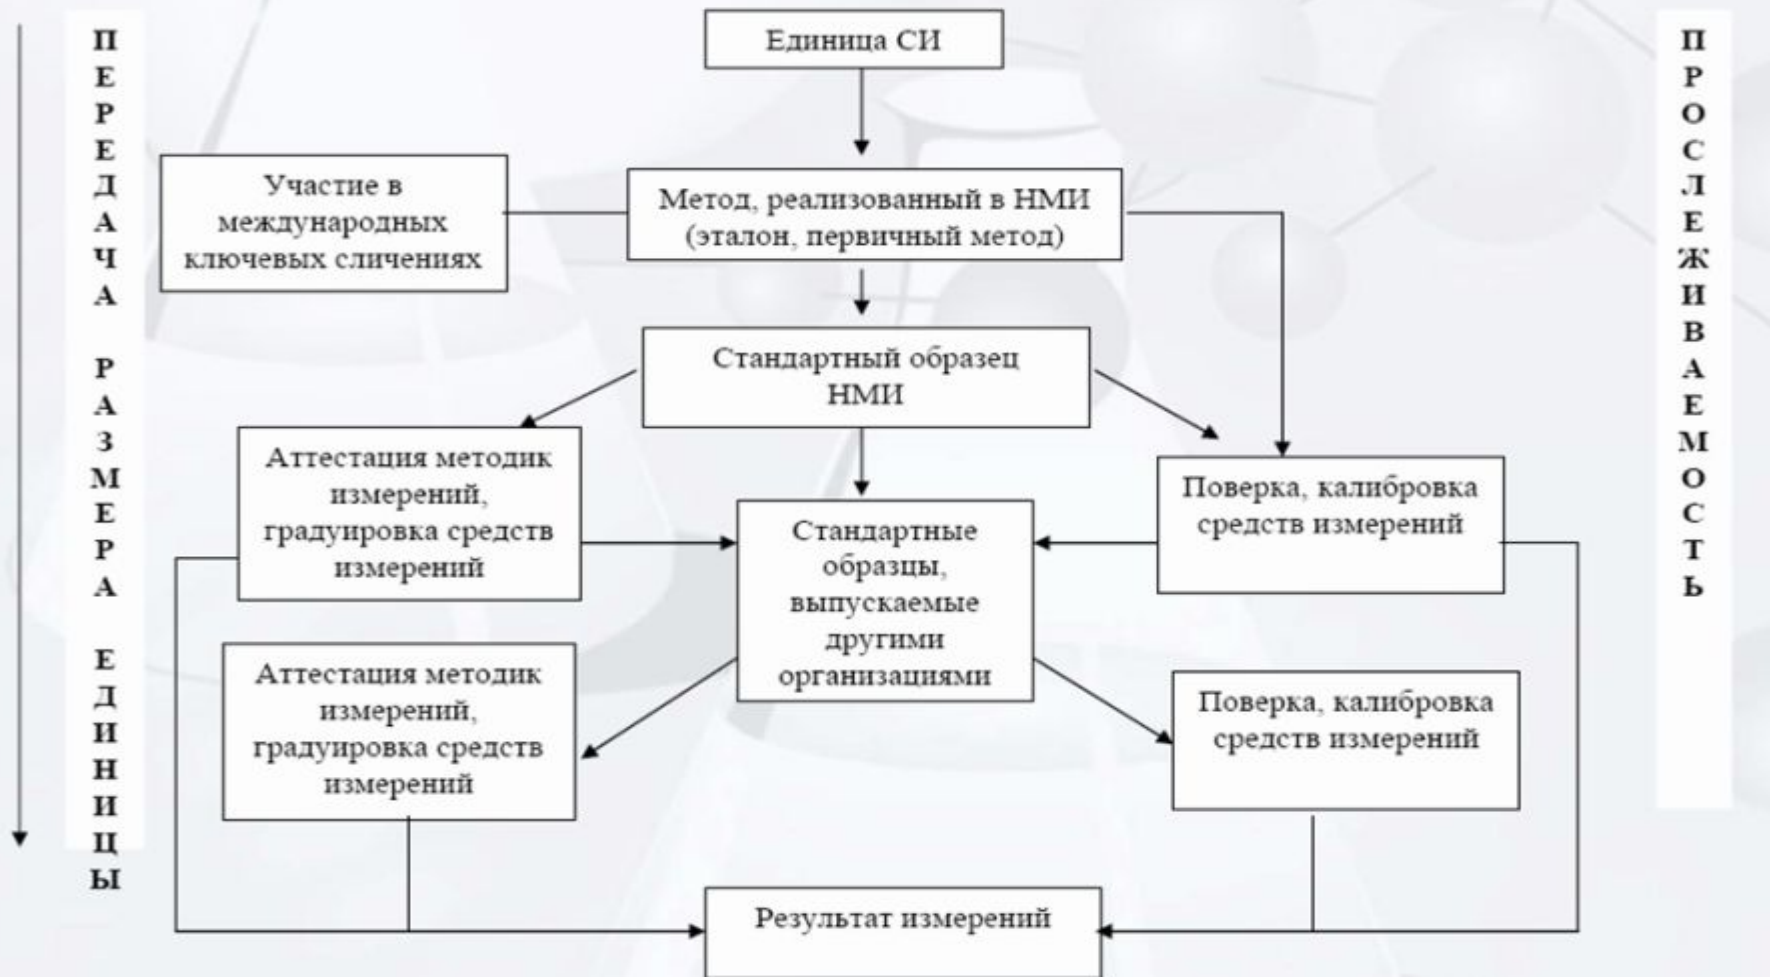 ПЕРЕДАЧА РАЗМЕРА ЕДИНИЦЫ
Единица СИ
Участие в
международных
ключевых сличениях
Метод, реализованный в НМИ
(эталон, первичный метод)
Стандартный образец
НМИ
Аттестация методик
измерений,
градуировка средств
измерений
Стандартные
образцы,
выпускаемые
другими
организациями
Поверка, калибровка
средств измерений
Аттестация методик
измерений,
градуировка средств
измерений
Поверка, калибровка
средств измерений
Результат измерений
ПРОСЛЕЖИВАЕМОСТЬ